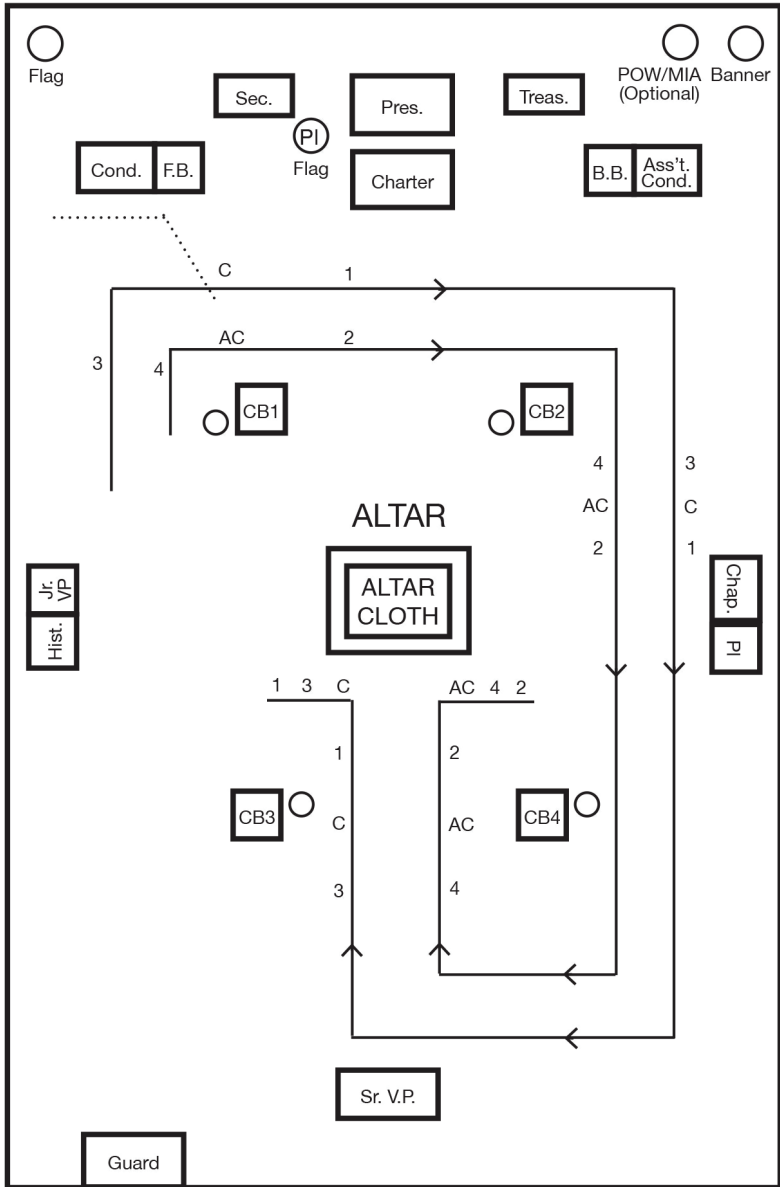 Flag
POW/MIA
(Optional)
Banner
Sec.
Pres.
Treas.
PI
Flag
Cond.
F.B.
Charter
B.B.
Ass't.
Cond.
C
1
3
AC
2
4
CB1
CB2
4
3
AC
C
2
1
ALTAR
ALTAR
CLOTH
Jr.
VP
Hist.
Chap.
PI
1 3 C
AC 4 2
1
2
CB3
C
AC
CB4
3
4
Sr. V.P.
Guard